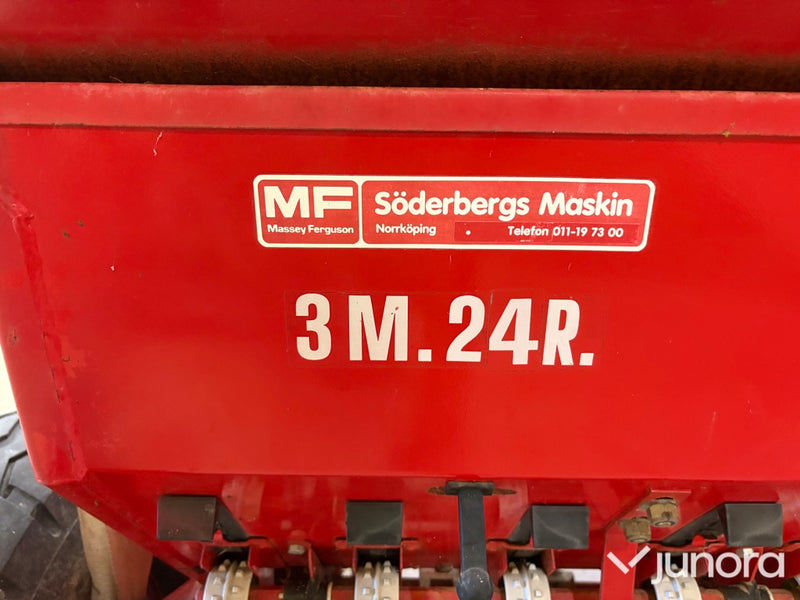 MF
Massey Ferguson
Söderbergs Maskin
Norrköping Telefon 011-19 73 00
3 M. 24 R.
junora